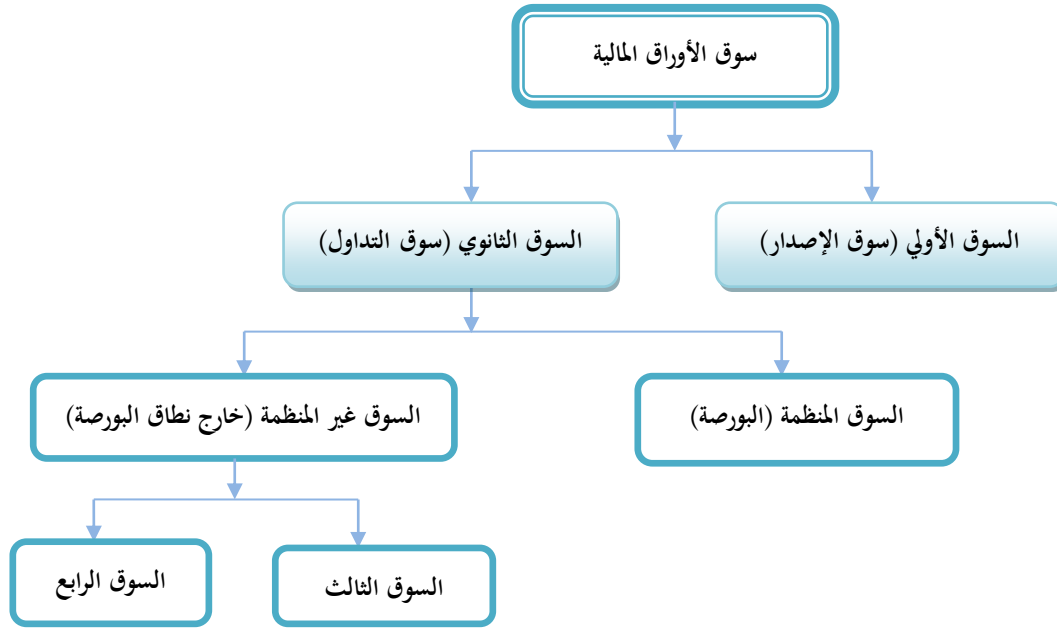 سوق الأوراق المالية
السوق الأولي (سوق الإصدار)
السوق الثانوي (سوق التداول)
السوق المنظمة (البورصة)
السوق غير المنظمة (خارج نطاق البورصة)
السوق الثالث
السوق الرابع